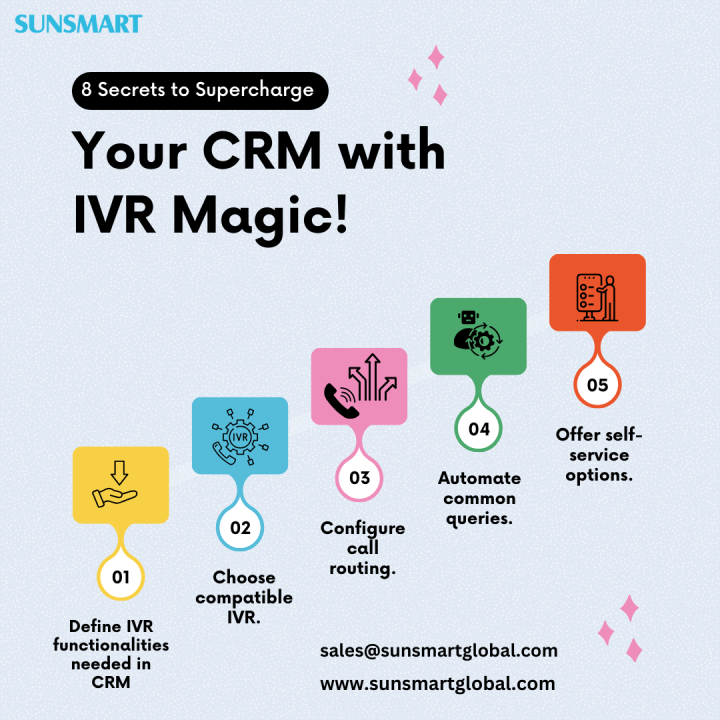 SUNSMART
8 Secrets to Supercharge
Your CRM with
IVR Magic!
01
Define IVR
functionalities
needed in
CRM
IVR
02
Choose
compatible
IVR.
03
Configure
call
routing.
04
Automate
common
queries.
05
Offer self-
service
options.
sales@sunsmartglobal.com
www.sunsmartglobal.com